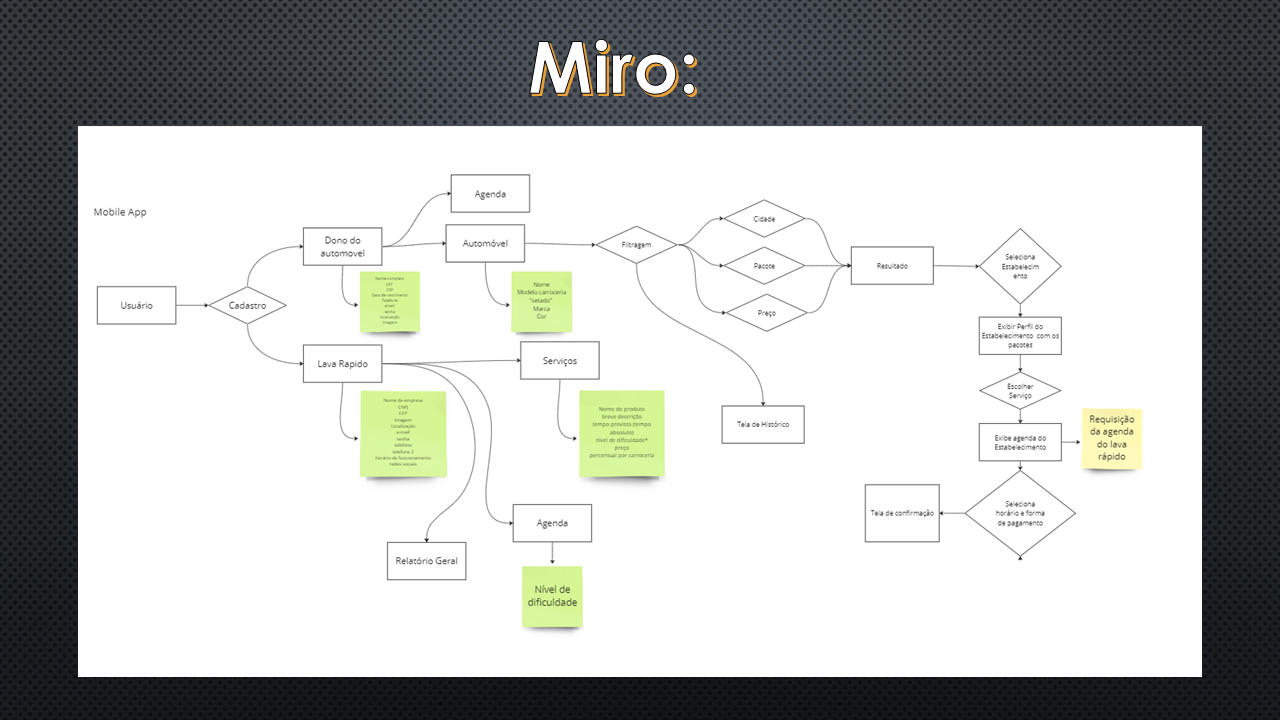 Miro:
Mobile App
Usuário
Cadastro
Dono do
automovel
Nome completo
CPF
CEP
Data de nascimento
Telefone
email
senha
localização
imagem
Agenda
Automóvel
Nome
Modelo carroceria
"setado"
Marca
Cor
Lava Rapido
Nome da empresa
CNPJ
CEP
imagem
Localização
e-mail
senha
telefone
telefone 2
horário de funcionamento
redes sociais
Serviços
Nome do produto
breve descrição
tempo previsto (tempo
absoluto)
nível de dificuldade*
preço
percentual por carroceria
Relatório Geral
Agenda
Nível de
dificuldade
Filtragem
Cidade
Pacote
Preço
Tela de Histórico
Resultado
Seleciona
Estabelecim
ento
Exibir Perfil do
Estabelecimento com os
pacotes
Escolher
Serviço
Exibe agenda do
Estabelecimento
Requisição
da agenda
do lava
rápido
Seleciona
horário e forma
de pagamento
Tela de confirmação